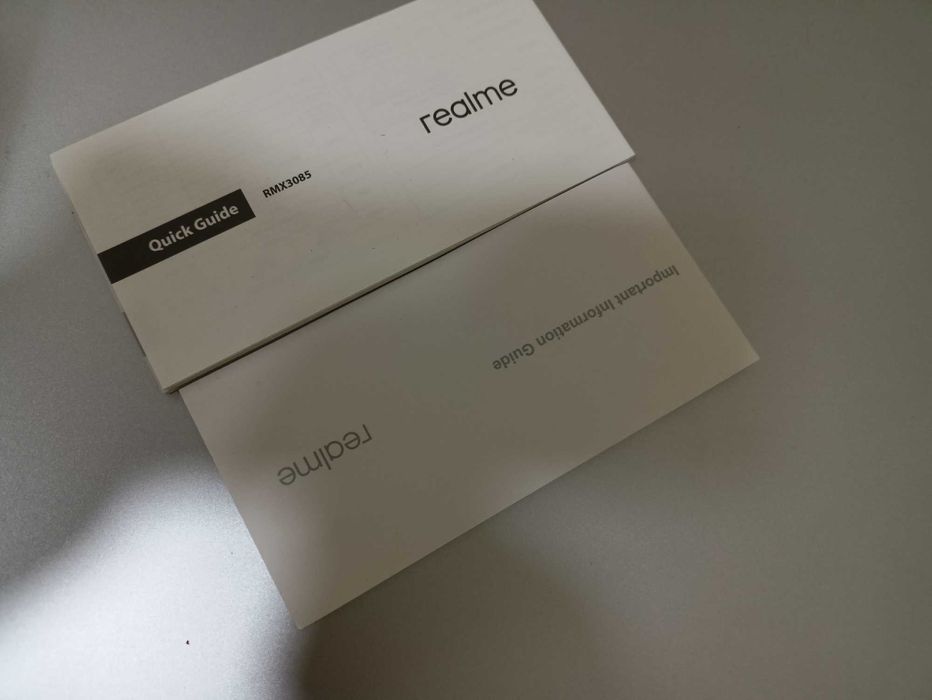 realme
RMX3085
Quick Guide
Important Information Guide
realme